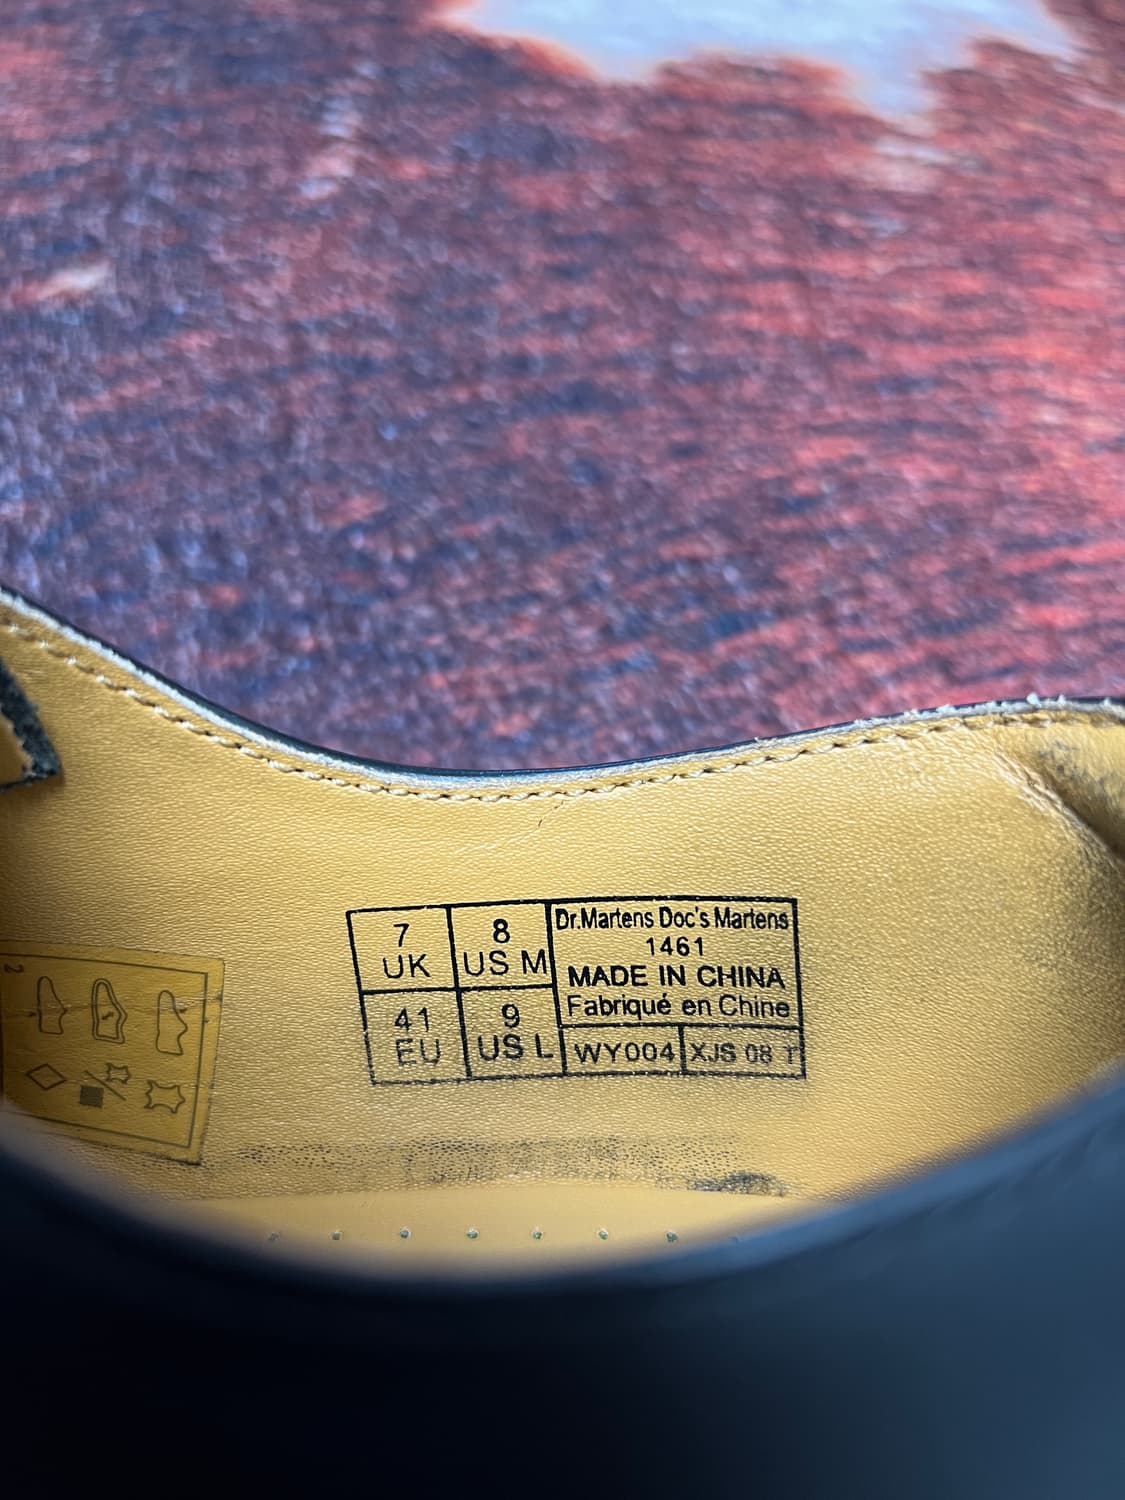 7
UK
8
US M
41
EU
9
US L
Dr.Martens Doc's Martens
1461
MADE IN CHINA
Fabriqué en Chine
WY004
XJS 08 T